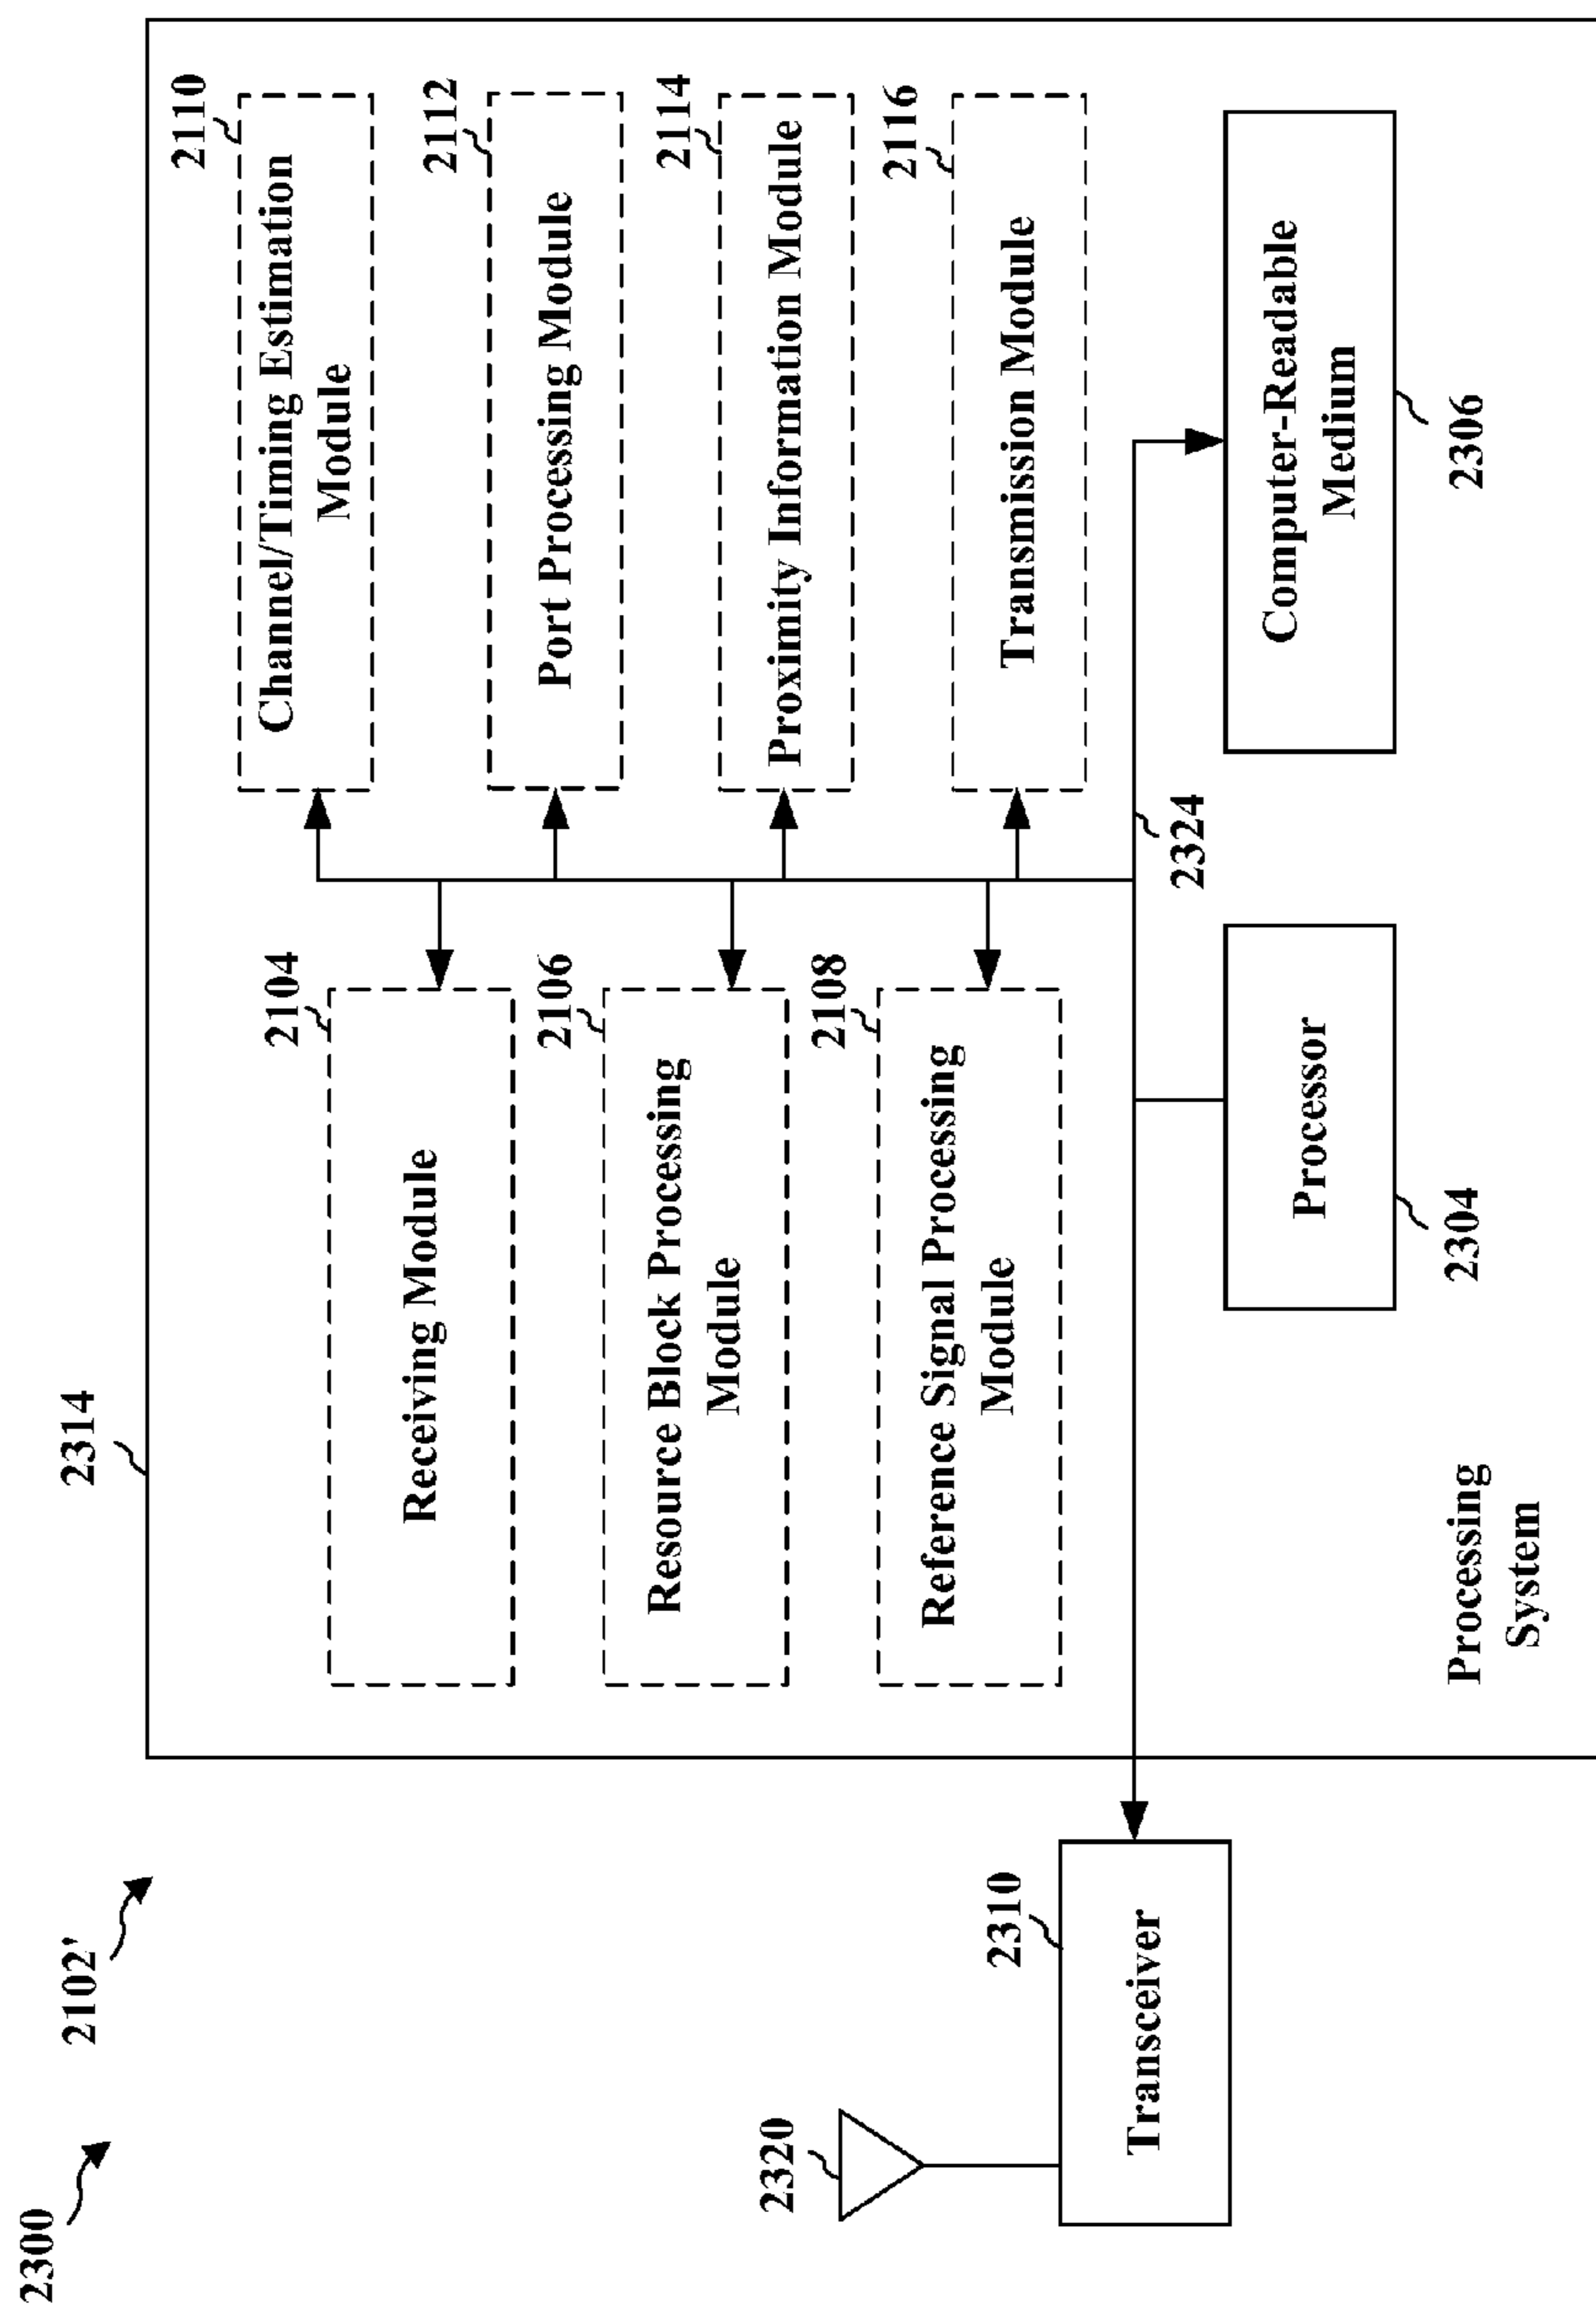 2300
2102'
2314
2320
2310
Transceiver
2104
Receiving Module
2106
Resource Block Processing
Module
2108
Reference Signal Processing
Module
2110
Channel/Timing Estimation
Module
2112
Port Processing Module
2114
Proximity Information Module
2116
Transmission Module
2324
Processor
2304
Computer-Readable
Medium
2306
Processing
System